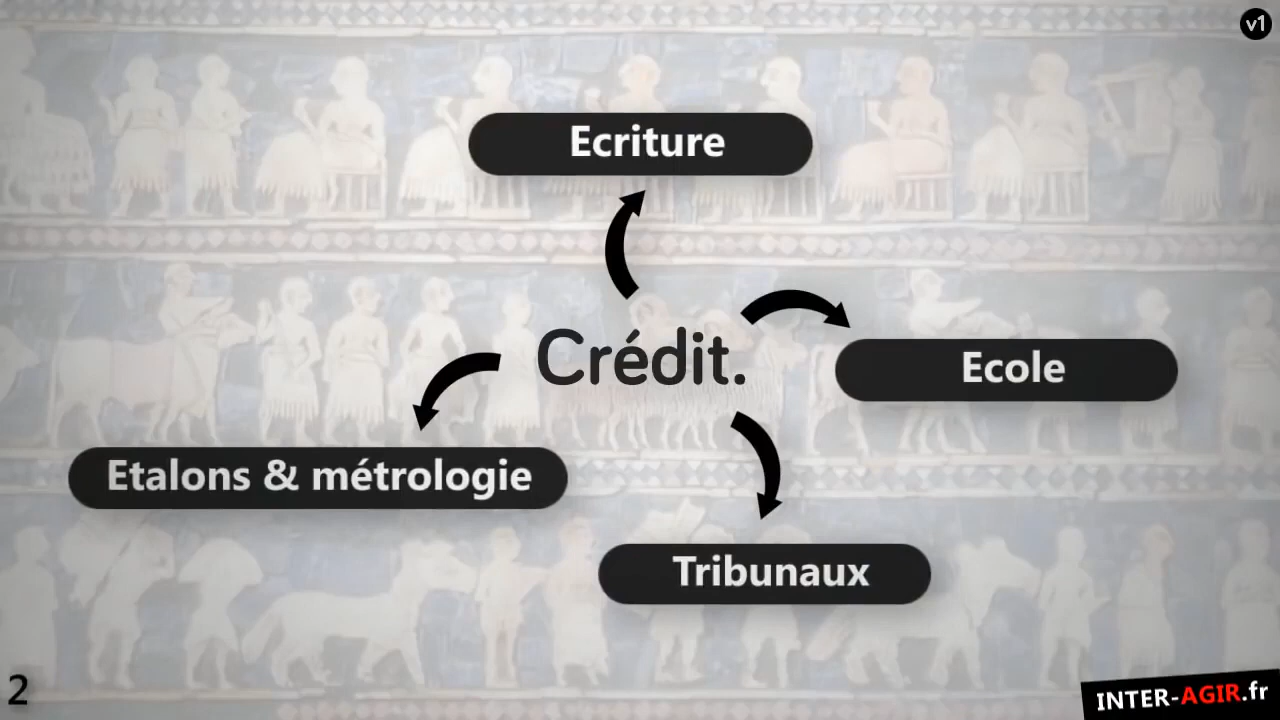 v1
Ecriture
Crédit.
Ecole
Etalons & métrologie
Tribunaux
2
INTER-AGIR.fr